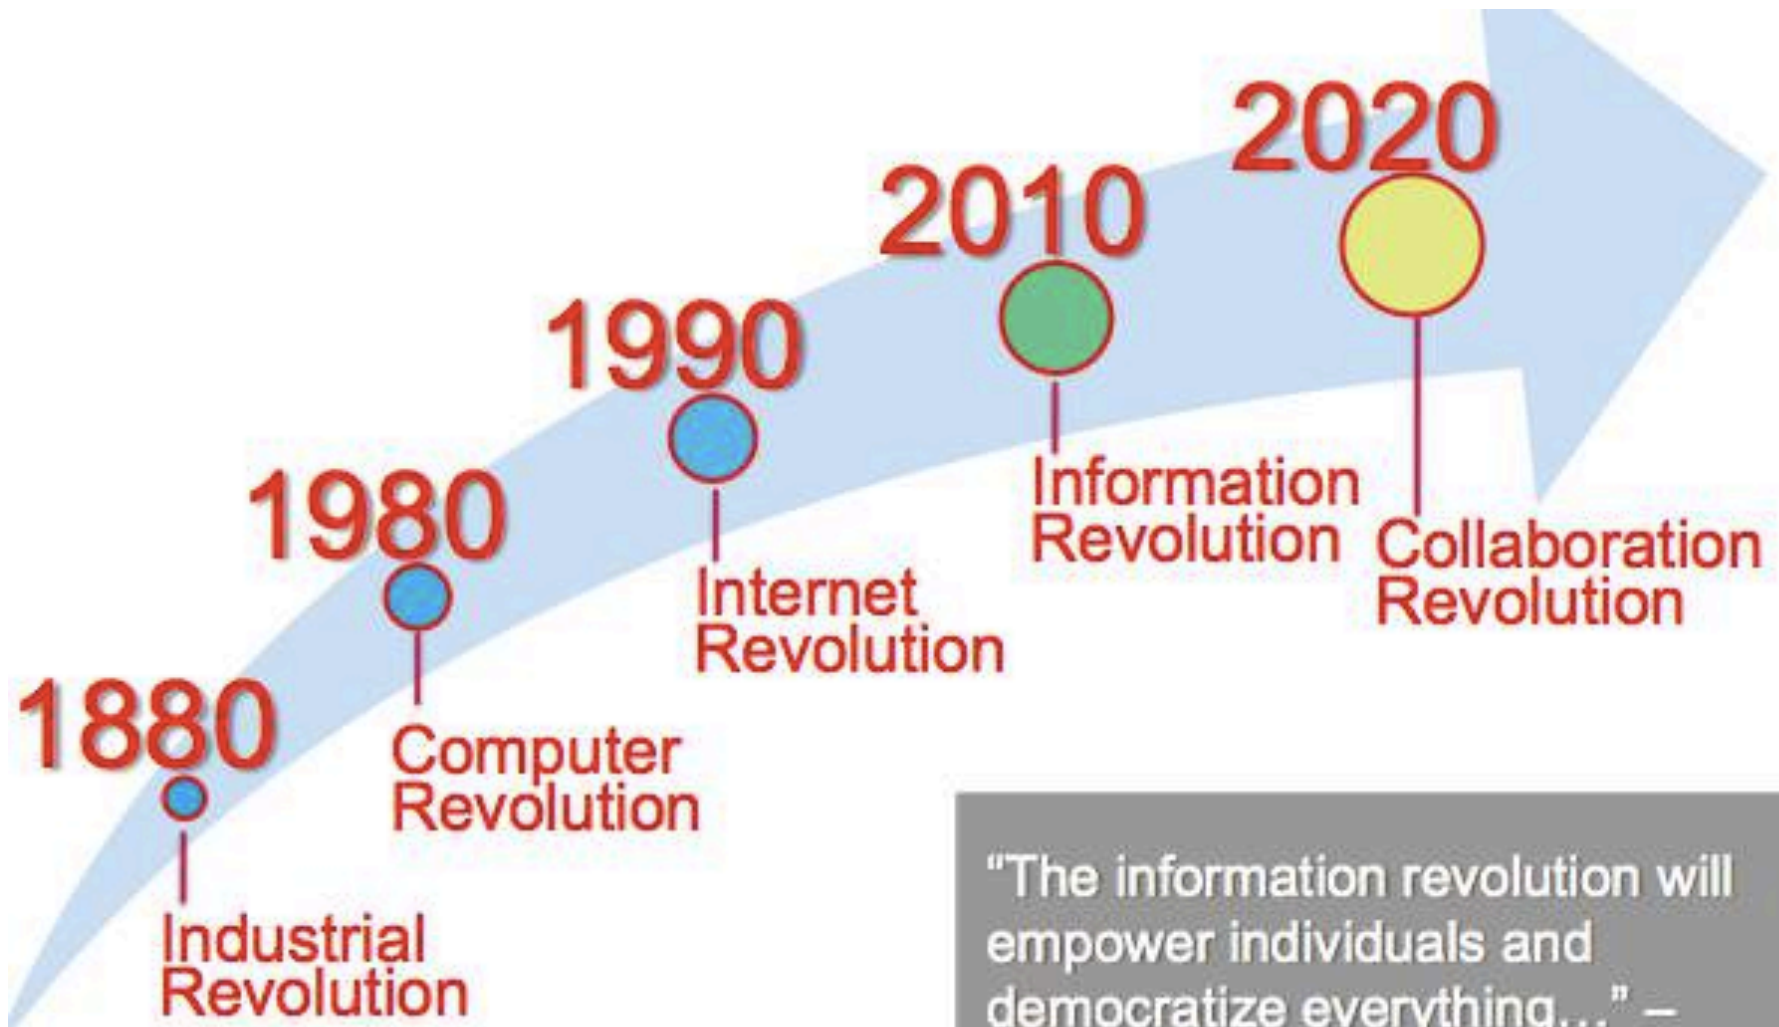 1880
Industrial
Revolution
1980
Computer
Revolution
1990
Internet
Revolution
2010
Information
Revolution
2020
Collaboration
Revolution
“The information revolution will
empower individuals and
democratize everything...” –